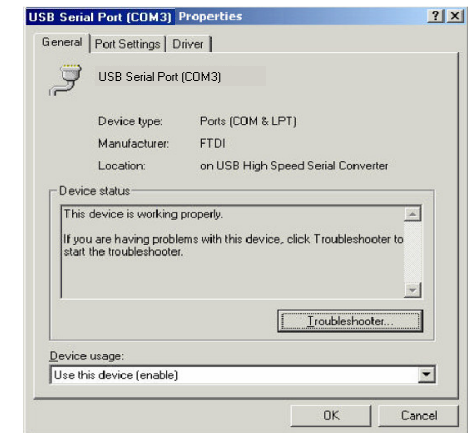 USB Serial Port (COM3) Properties
General Port Settings Driver
USB Serial Port (COM3)
Device type: Ports (COM & LPT)
Manufacturer: FTDI
Location: on USB High Speed Serial Converter
Device status
This device is working properly.
If you are having problems with this device, click Troubleshooter to
start the troubleshooter.
Troubleshooter...
Device usage:
Use this device (enable)
OK Cancel